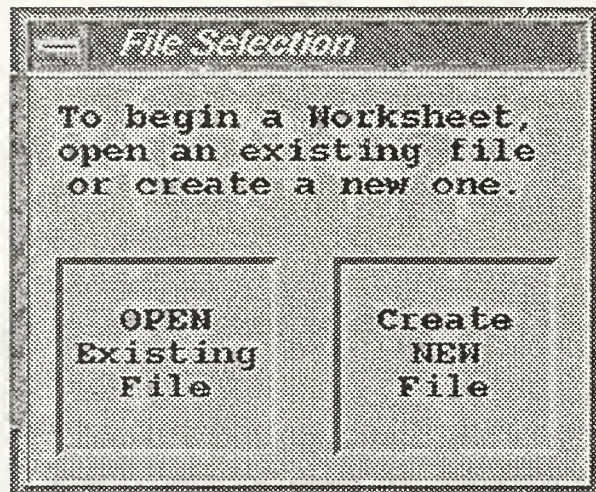 File Selection
To begin a Worksheet,
open an existing file
or create a new one.
OPEN
Existing
File
Create
NEW
File